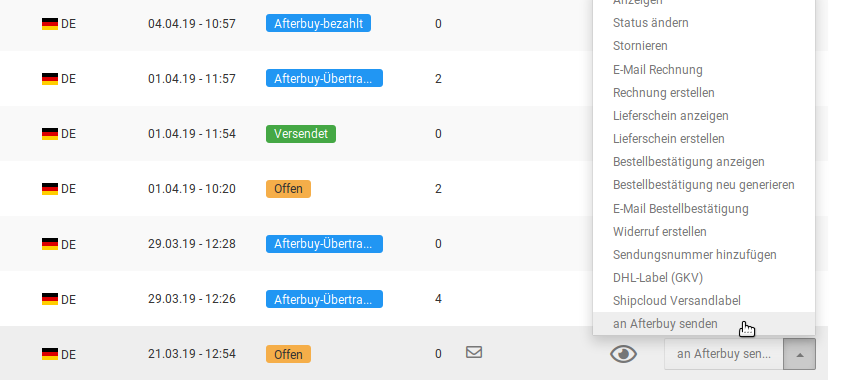 Anzeigen
DE 04.04.19 - 10:57 Afterbuy-bezahlt 0
DE 01.04.19 - 11:57 Afterbuy-Übertra... 2
DE 01.04.19 - 11:54 Versendet 0
DE 01.04.19 - 10:20 Offen 2
DE 29.03.19 - 12:28 Afterbuy-Übertra... 0
DE 29.03.19 - 12:26 Afterbuy-Übertra... 4
DE 21.03.19 - 12:54 Offen 0
Status ändern
Stornieren
E-Mail Rechnung
Rechnung erstellen
Lieferschein anzeigen
Lieferschein erstellen
Bestellbestätigung anzeigen
Bestellbestätigung neu generieren
E-Mail Bestellbestätigung
Widerruf erstellen
Sendungsnummer hinzufügen
DHL-Label (GKV)
Shipcloud Versandlabel
an Afterbuy senden
an Afterbuy sen...